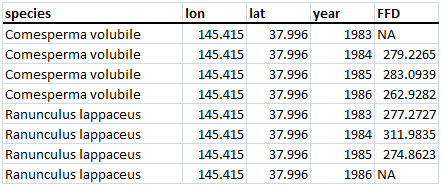 species lon lat year FFD
Comesperma volubile 145.415 37.996 1983 NA
Comesperma volubile 145.415 37.996 1984 279.2265
Comesperma volubile 145.415 37.996 1985 283.0939
Comesperma volubile 145.415 37.996 1986 262.9282
Ranunculus lappaceus 145.415 37.996 1983 277.2727
Ranunculus lappaceus 145.415 37.996 1984 311.9835
Ranunculus lappaceus 145.415 37.996 1985 274.8623
Ranunculus lappaceus 145.415 37.996 1986 NA